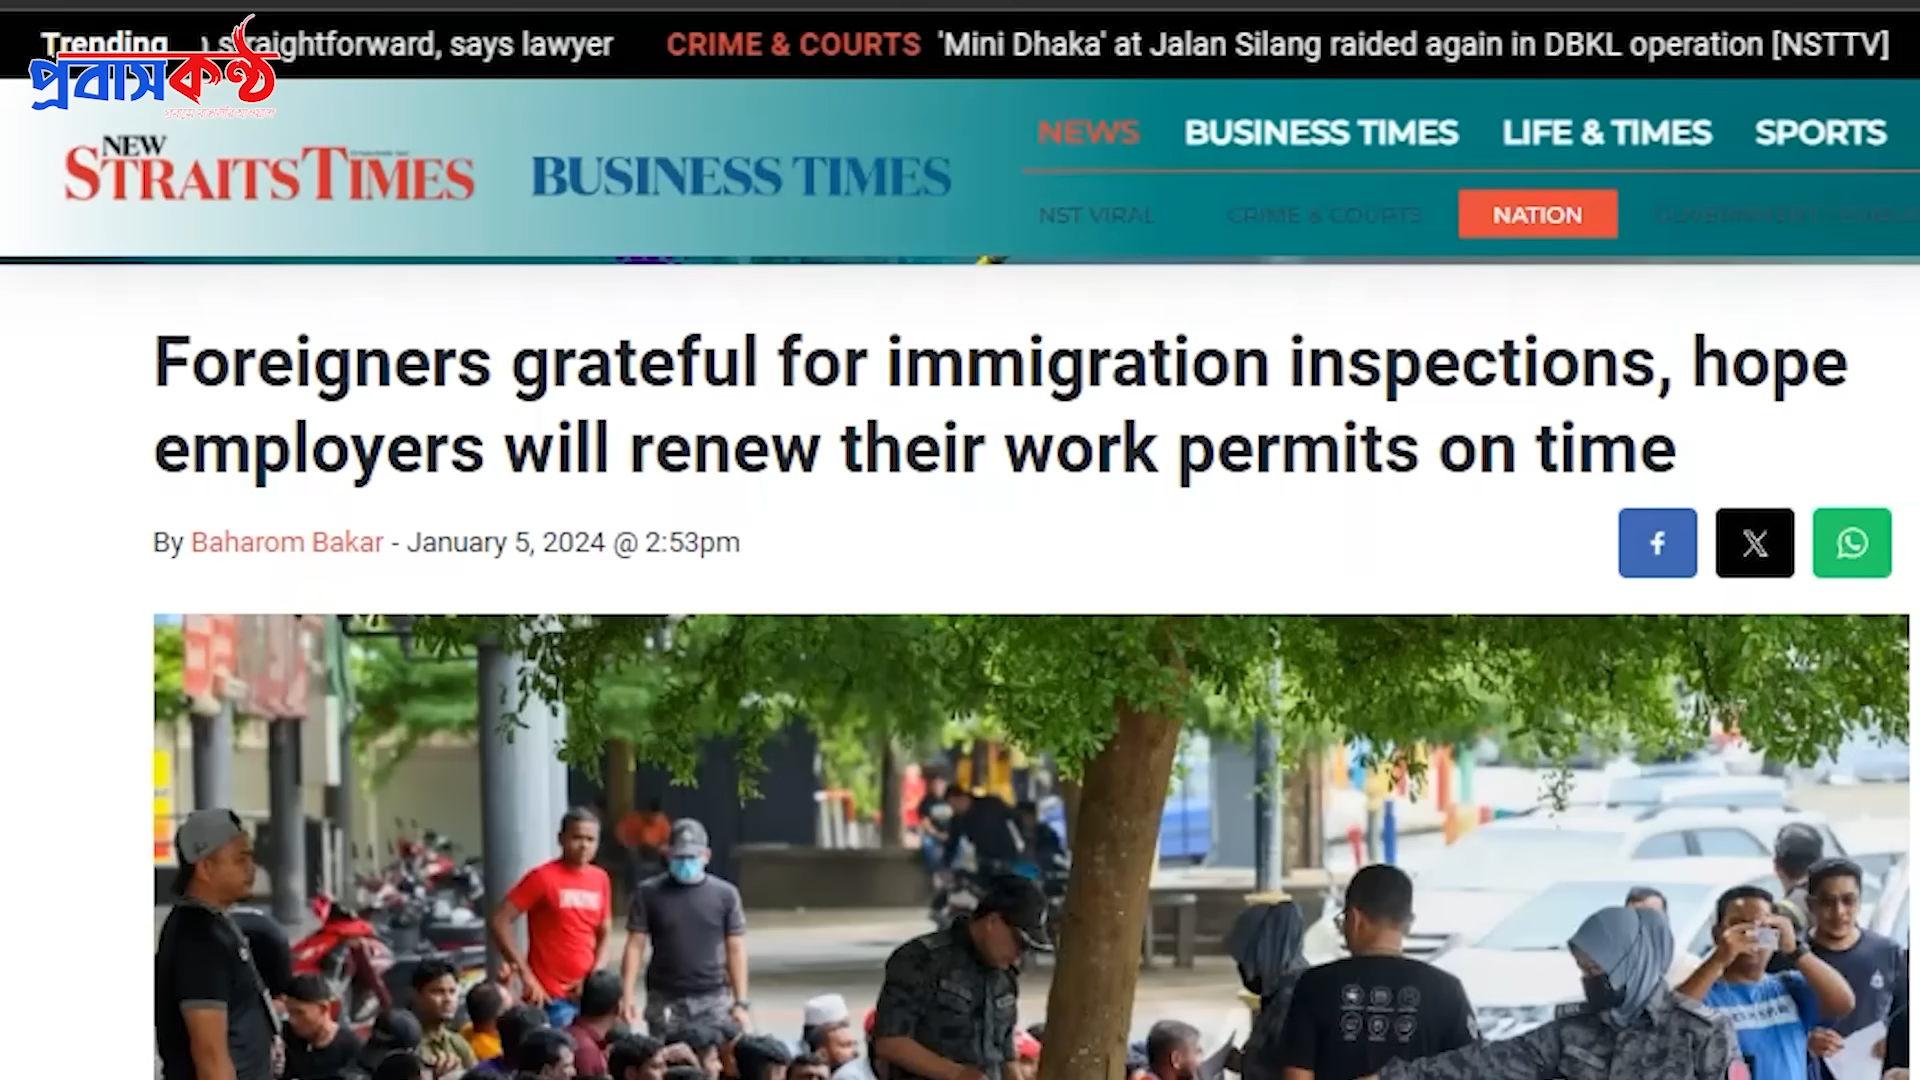 Trending
straightforward, says lawyer CRIME & COURTS 'Mini Dhaka' at Jalan Silang raided again in DBKL operation [NSTTV]
প্রবাসকণ্ঠ
NEW
STRAITS TIMES
BUSINESS TIMES
NEWS BUSINESS TIMES LIFE & TIMES SPORTS
NST VIRAL CRIME & COURTS NATION
Foreigners grateful for immigration inspections, hope
employers will renew their work permits on time
By Baharom Bakar - January 5, 2024 @ 2:53pm